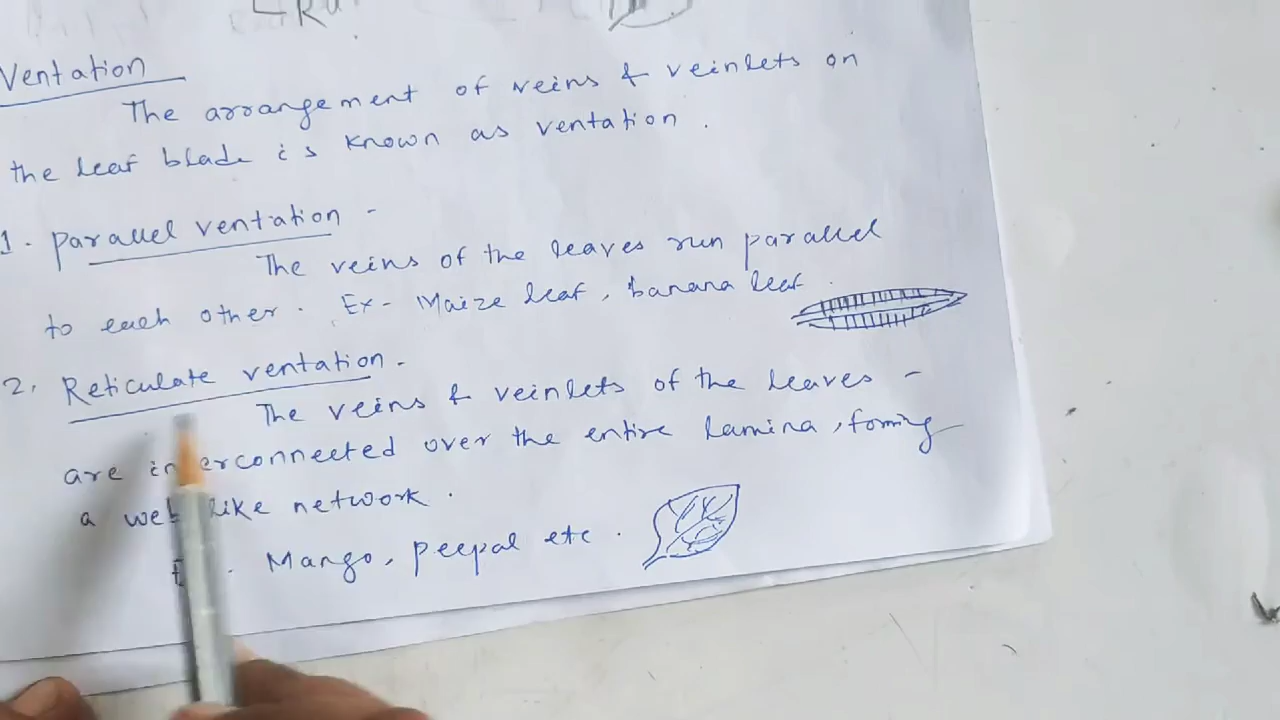 Ventation
The arrangement of veins & veinlets on
the leaf blade is known as ventation .
1. Parallel ventation -
The veins of the leaves run parallel
to each other . Ex- Maize leaf, banana leaf .
2. Reticulate ventation .-
The veins & veinlets of the leaves -
are interconnected over the entire lamina , foming
a web like network .
Mango, peepal etc .